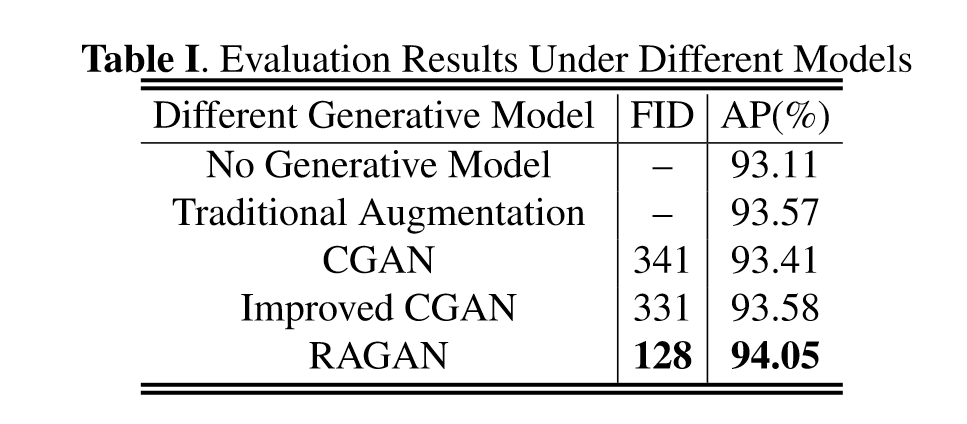 Table I. Evaluation Results Under Different Models
Different Generative Model FID AP(%)
No Generative Model – 93.11
Traditional Augmentation – 93.57
CGAN 341 93.41
Improved CGAN 331 93.58
RAGAN 128 94.05